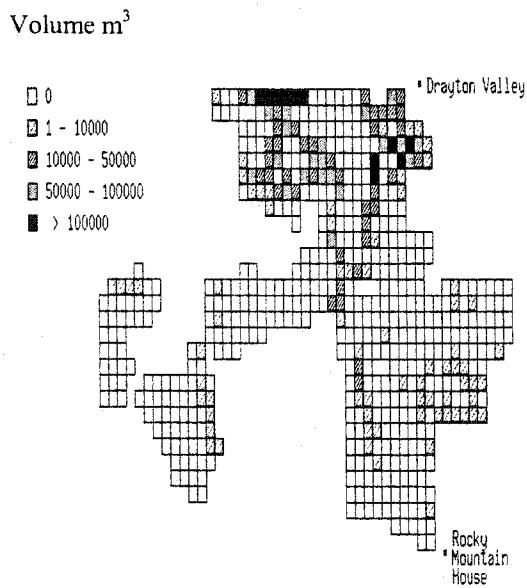 Volume m³
Drayton Valley
0
1 - 10000
10000 - 50000
50000 - 100000
> 100000
Rocky
Mountain
House